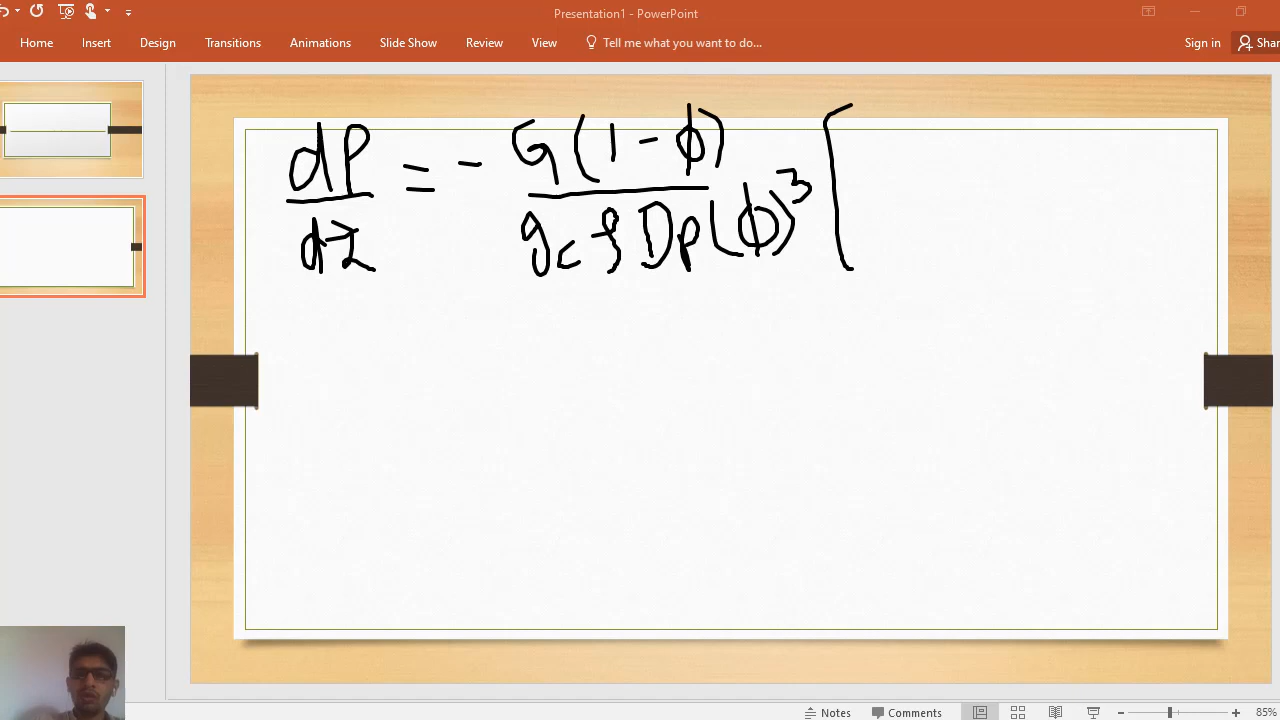 Presentation1 - PowerPoint
Home Insert Design Transitions Animations Slide Show Review View Tell me what you want to do... Sign in Shar
dP/dz = - G(1-ϕ)/(gc ρ Dp(ϕ)^3) [
Notes Comments 85%